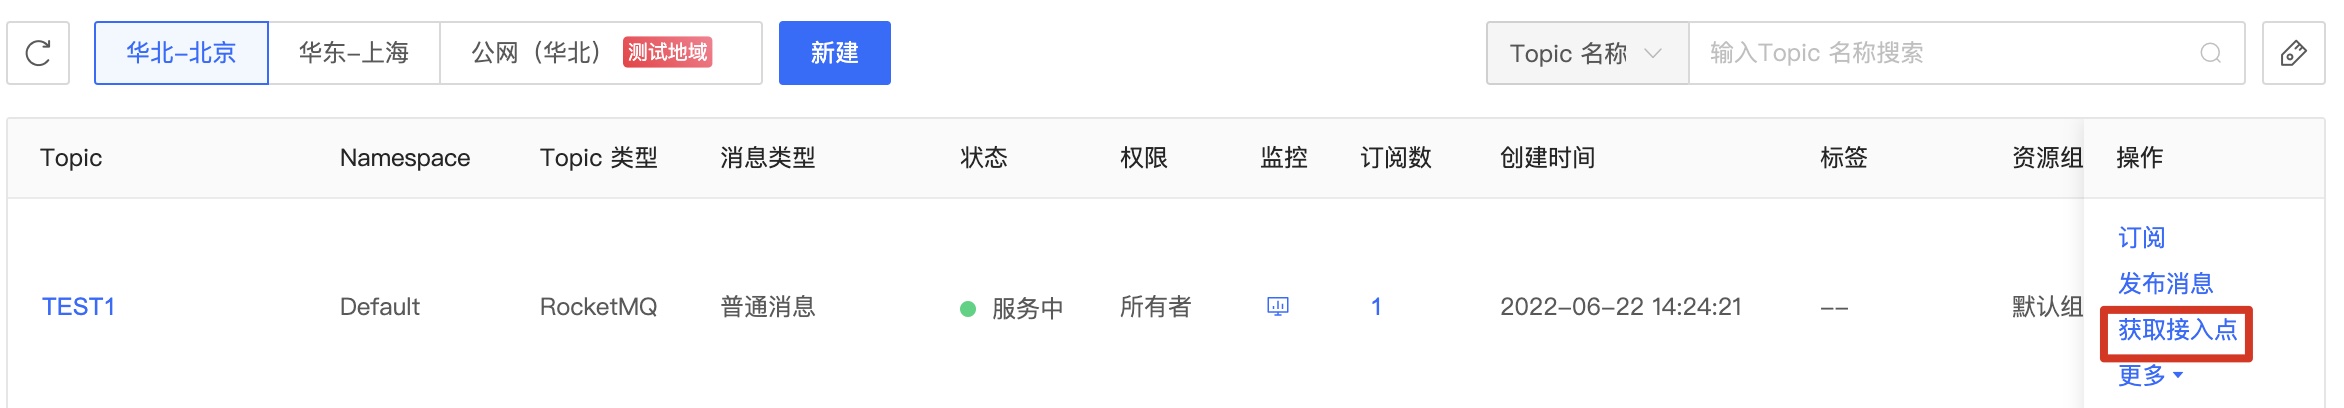 华北-北京 华东-上海 公网（华北） 测试地域 新建 Topic 名称 输入Topic 名称搜索
Topic Namespace Topic 类型 消息类型 状态 权限 监控 订阅数 创建时间 标签 资源组 操作
TEST1 Default RocketMQ 普通消息 服务中 所有者 1 2022-06-22 14:24:21 -- 默认组
订阅
发布消息
获取接入点
更多